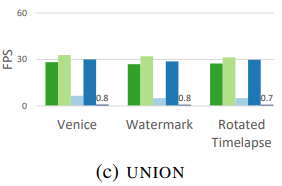 60
FPS
30
0
0.8
0.8
0.7
Venice
Watermark
Rotated
Timelapse
(c) UNION